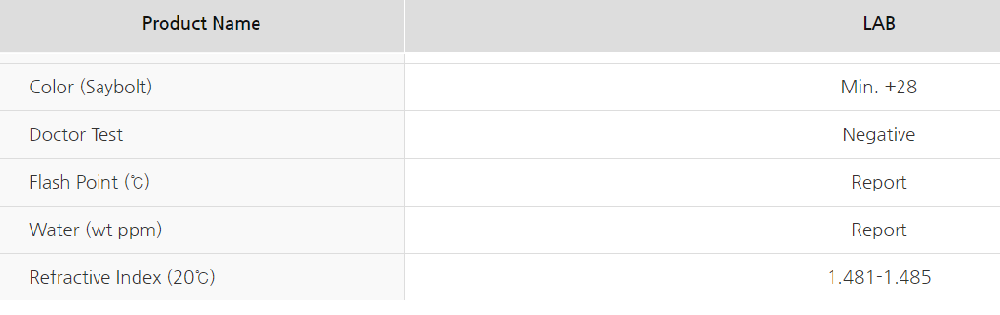 Product Name LAB
Color (Saybolt) Min. +28
Doctor Test Negative
Flash Point (℃) Report
Water (wt ppm) Report
Refractive Index (20℃) 1.481-1.485